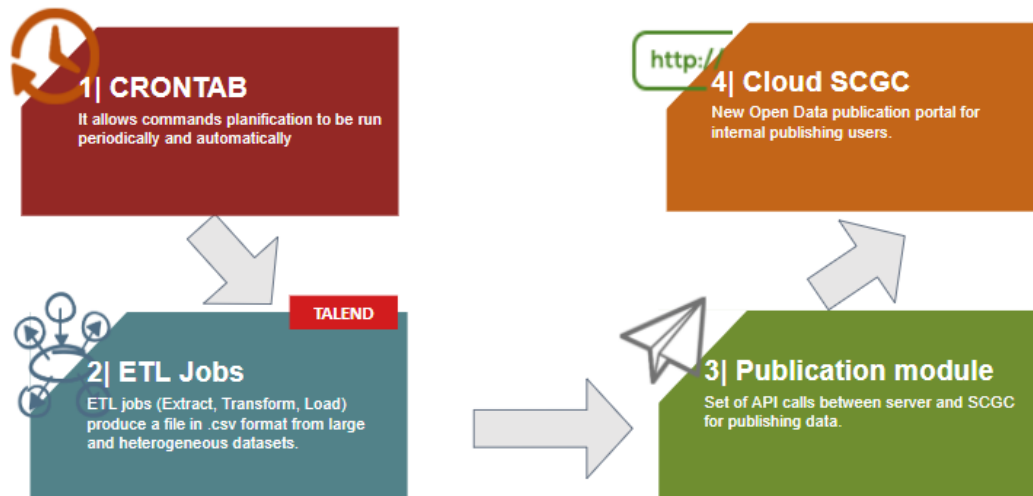 1| CRONTAB
It allows commands planification to be run
periodically and automatically
TALEND
2| ETL Jobs
ETL jobs (Extract, Transform, Load)
produce a file in .csv format from large
and heterogeneous datasets.
3| Publication module
Set of API calls between server and SCGC
for publishing data.
http://
4| Cloud SCGC
New Open Data publication portal for
internal publishing users.